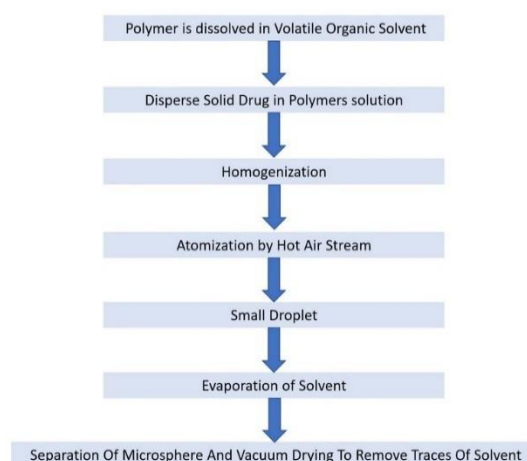 Polymer is dissolved in Volatile Organic Solvent
Disperse Solid Drug in Polymers solution
Homogenization
Atomization by Hot Air Stream
Small Droplet
Evaporation of Solvent
Separation Of Microsphere And Vacuum Drying To Remove Traces Of Solvent